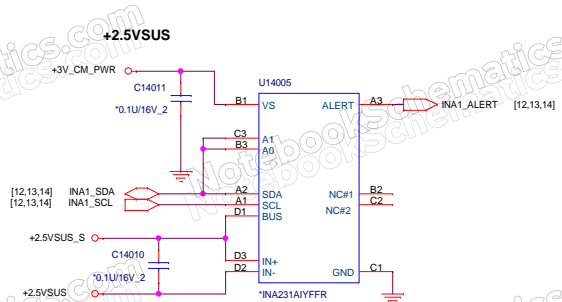 +2.5VSUS
+3V_CM_PWR
C14011
*0.1U/16V_2
U14005
B1 VS ALERT A3 INA1_ALERT [12,13,14]
C3 A1
B3 A0
[12,13,14] INA1_SDA A2 SDA NC#1 B2
[12,13,14] INA1_SCL A1 SCL NC#2 C2
D1 BUS
+2.5VSUS_S
C14010
*0.1U/16V_2
D3 IN+
D2 IN- GND C1
+2.5VSUS
*INA231AIYFFR
Notebookschematics.com